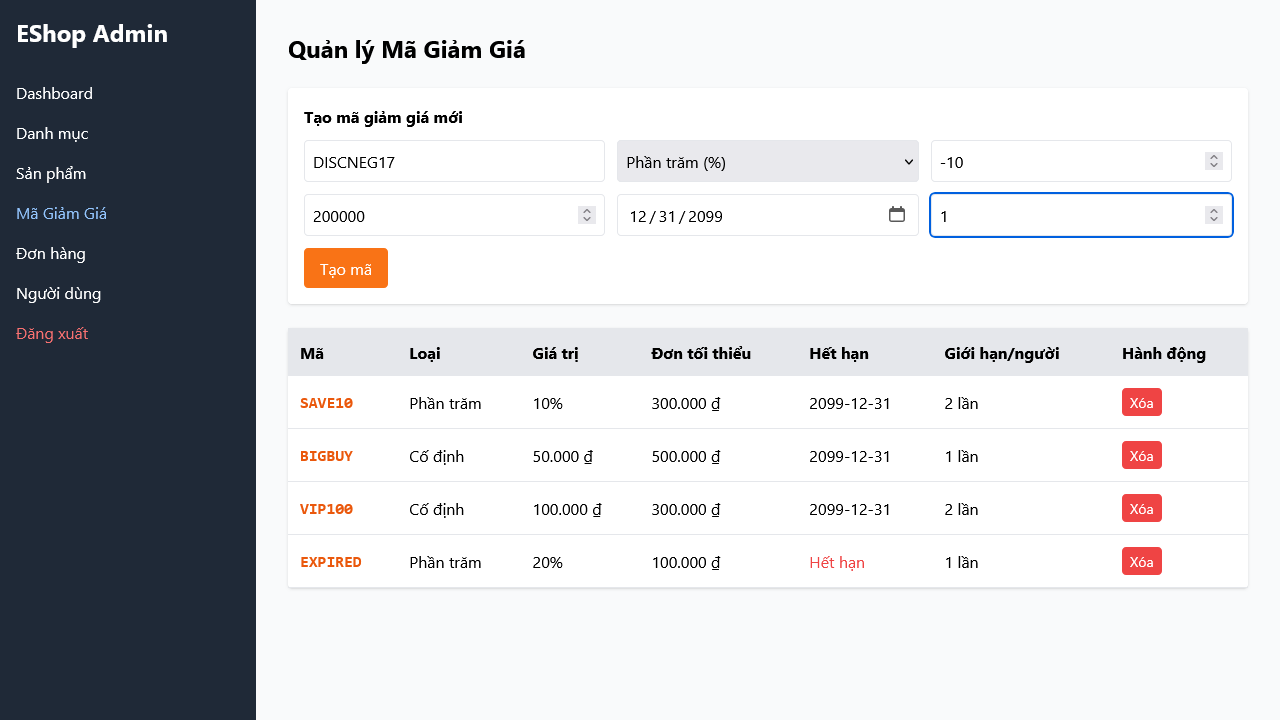 EShop Admin
Dashboard
Danh mục
Sản phẩm
Mã Giảm Giá
Đơn hàng
Người dùng
Đăng xuất
Quản lý Mã Giảm Giá
Tạo mã giảm giá mới
DISCNEG17 Phần trăm (%) -10
200000 12/31/2099 1
Tạo mã
Mã Loại Giá trị Đơn tối thiểu Hết hạn Giới hạn/người Hành động
SAVE10 Phần trăm 10% 300.000 ₫ 2099-12-31 2 lần Xóa
BIGBUY Cố định 50.000 ₫ 500.000 ₫ 2099-12-31 1 lần Xóa
VIP100 Cố định 100.000 ₫ 300.000 ₫ 2099-12-31 2 lần Xóa
EXPIRED Phần trăm 20% 100.000 ₫ Hết hạn 1 lần Xóa